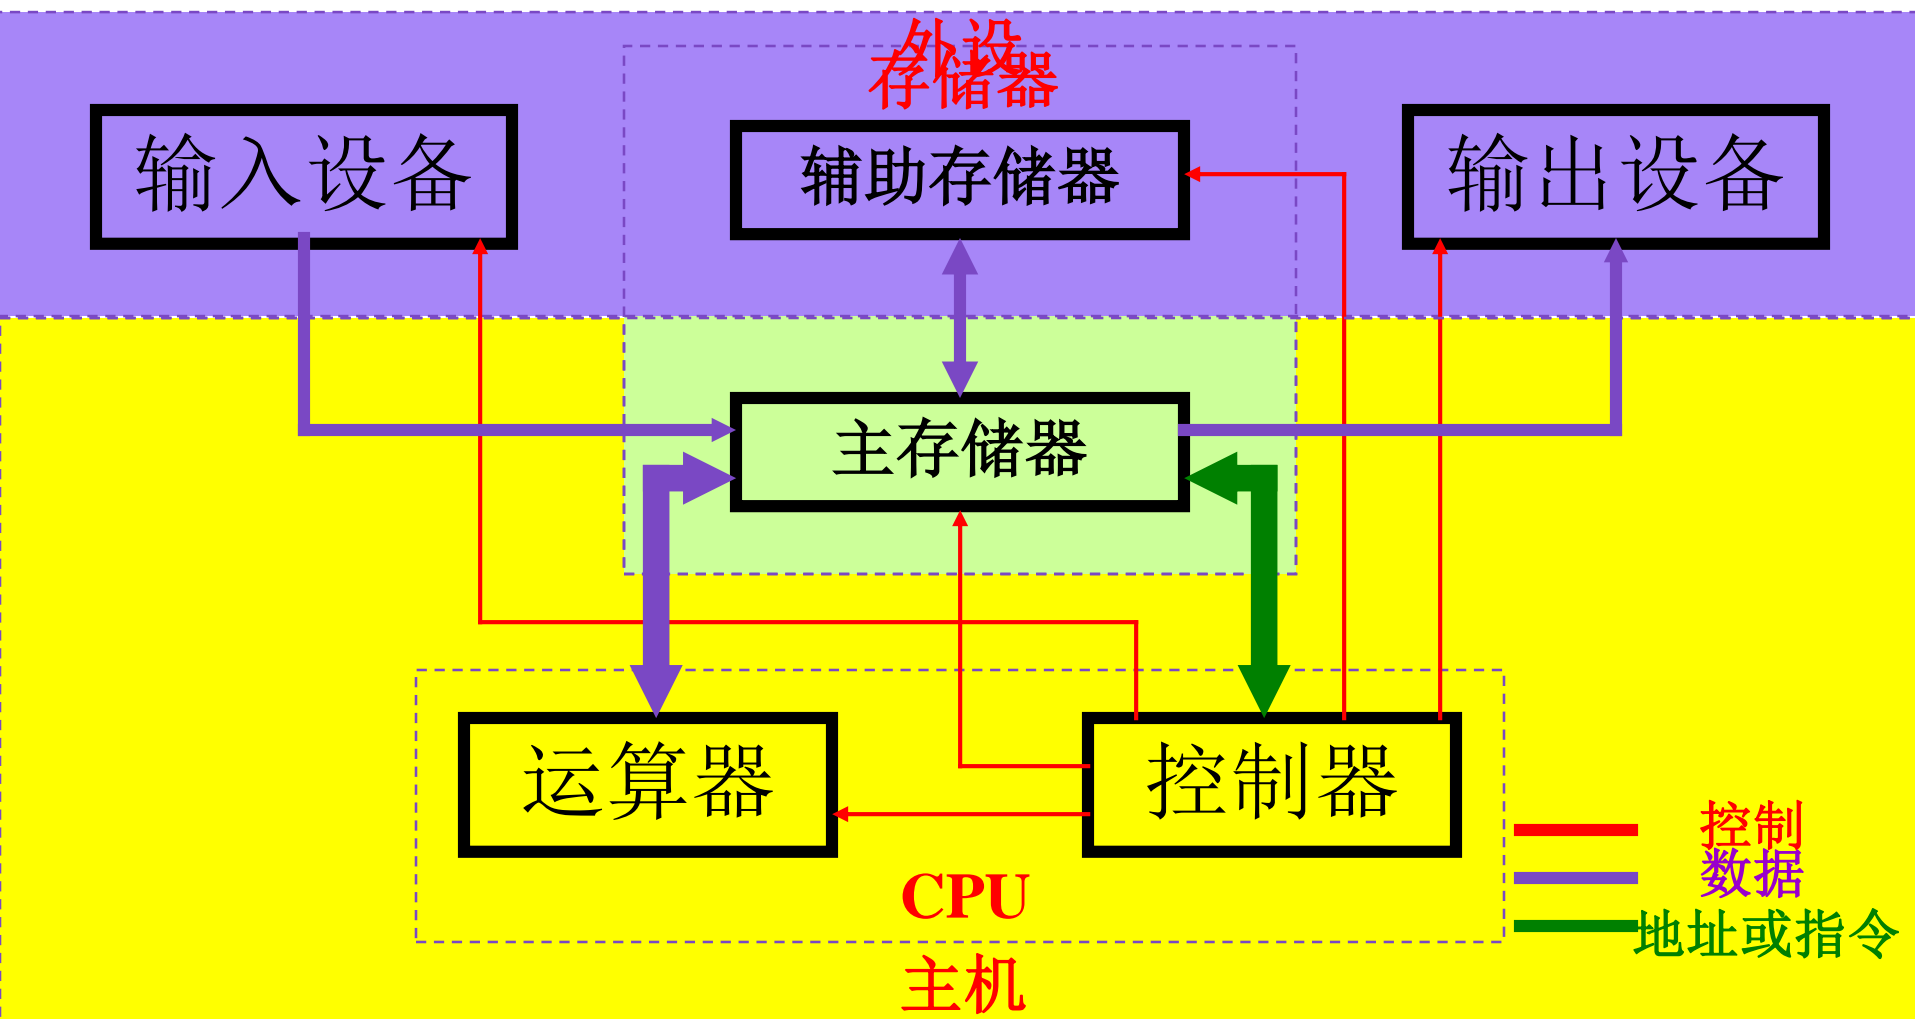 外设
存储器
输入设备
辅助存储器
输出设备
主存储器
运算器
控制器
控制
数据
地址或指令
CPU
主机